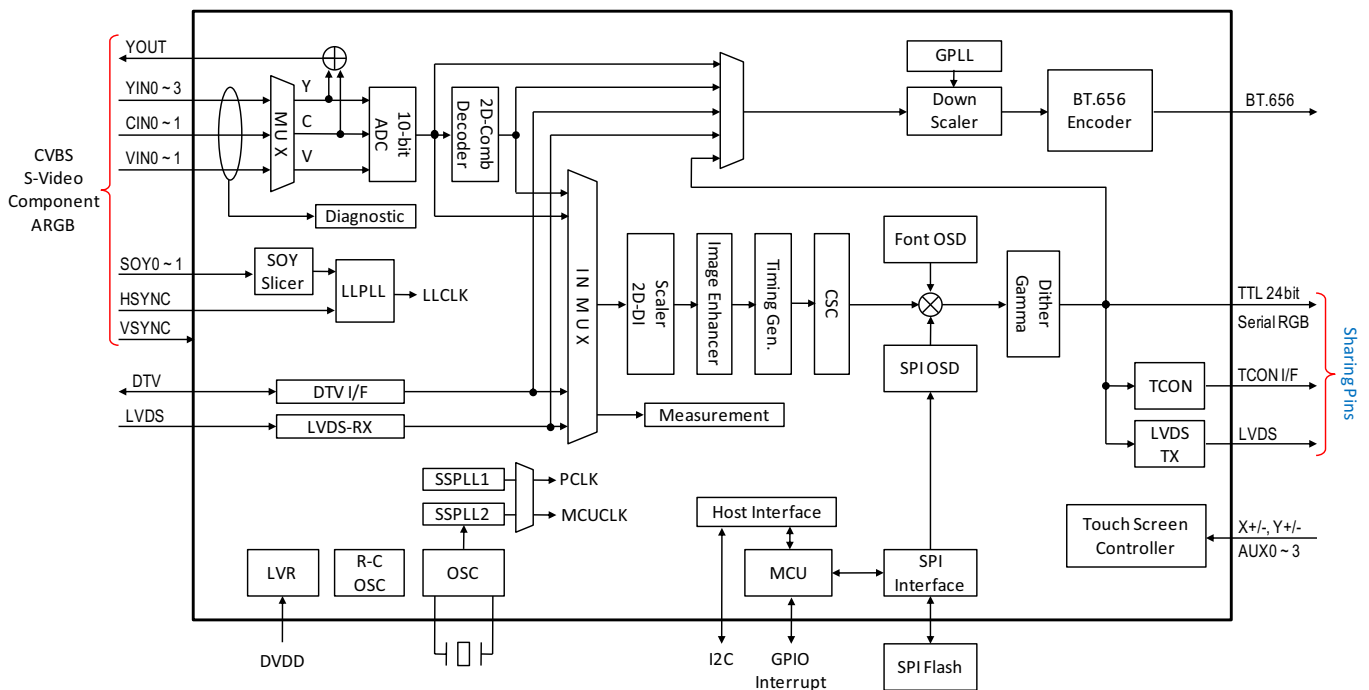 YOUT
YIN0 ~ 3
CIN0 ~ 1
VIN0 ~ 1
CVBS
S-Video
Component
ARGB
SOY0 ~ 1
HSYNC
VSYNC
DTV
LVDS
MUX
Y
C
V
10-bit
ADC
2D-Comb
Decoder
Diagnostic
SOY
Slicer
LLPLL
LLCLK
DTV I/F
LVDS-RX
IN MUX
Scaler
2D-DI
Image Enhancer
Timing Gen.
CSC
Measurement
GPLL
Down
Scaler
BT.656
Encoder
BT.656
Font OSD
SPI OSD
Dither
Gamma
TTL 24bit
Serial RGB
TCON
TCON I/F
LVDS
TX
LVDS
Sharing Pins
SSPLL1
SSPLL2
PCLK
MCUCLK
LVR
R-C
OSC
OSC
DVDD
Host Interface
MCU
SPI
Interface
I2C
GPIO
Interrupt
SPI Flash
Touch Screen
Controller
X+/-, Y+/-
AUX0 ~ 3